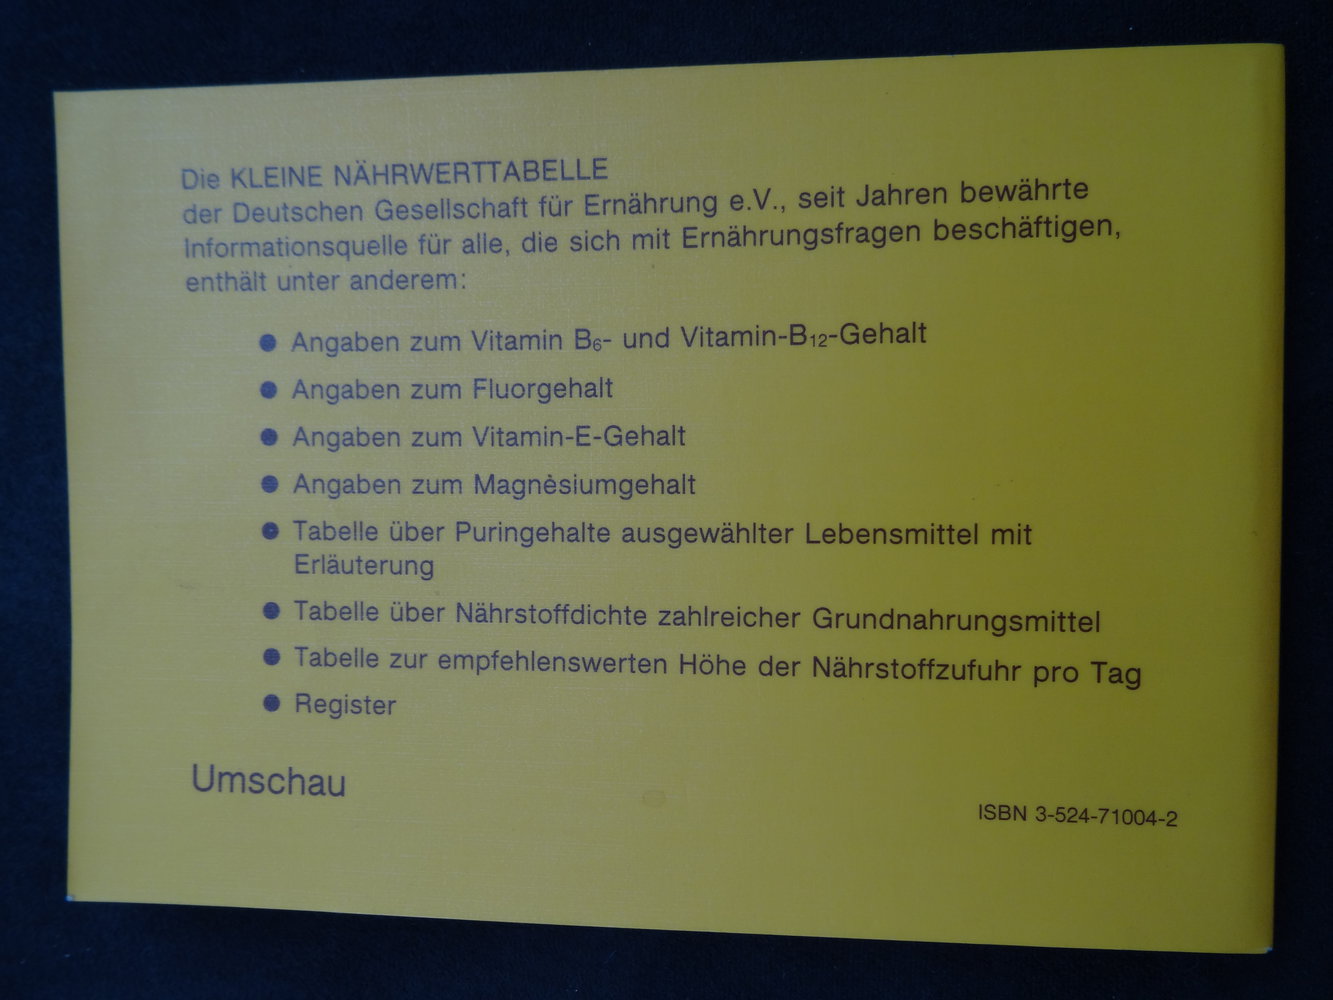 Die KLEINE NÄHRWERTTABELLE
der Deutschen Gesellschaft für Ernährung e.V., seit Jahren bewährte
Informationsquelle für alle, die sich mit Ernährungsfragen beschäftigen,
enthält unter anderem:
● Angaben zum Vitamin B₆- und Vitamin-B₁₂-Gehalt
● Angaben zum Fluorgehalt
● Angaben zum Vitamin-E-Gehalt
● Angaben zum Magnèsiumgehalt
● Tabelle über Puringehalte ausgewählter Lebensmittel mit
Erläuterung
● Tabelle über Nährstoffdichte zahlreicher Grundnahrungsmittel
● Tabelle zur empfehlenswerten Höhe der Nährstoffzufuhr pro Tag
● Register
Umschau
ISBN 3-524-71004-2